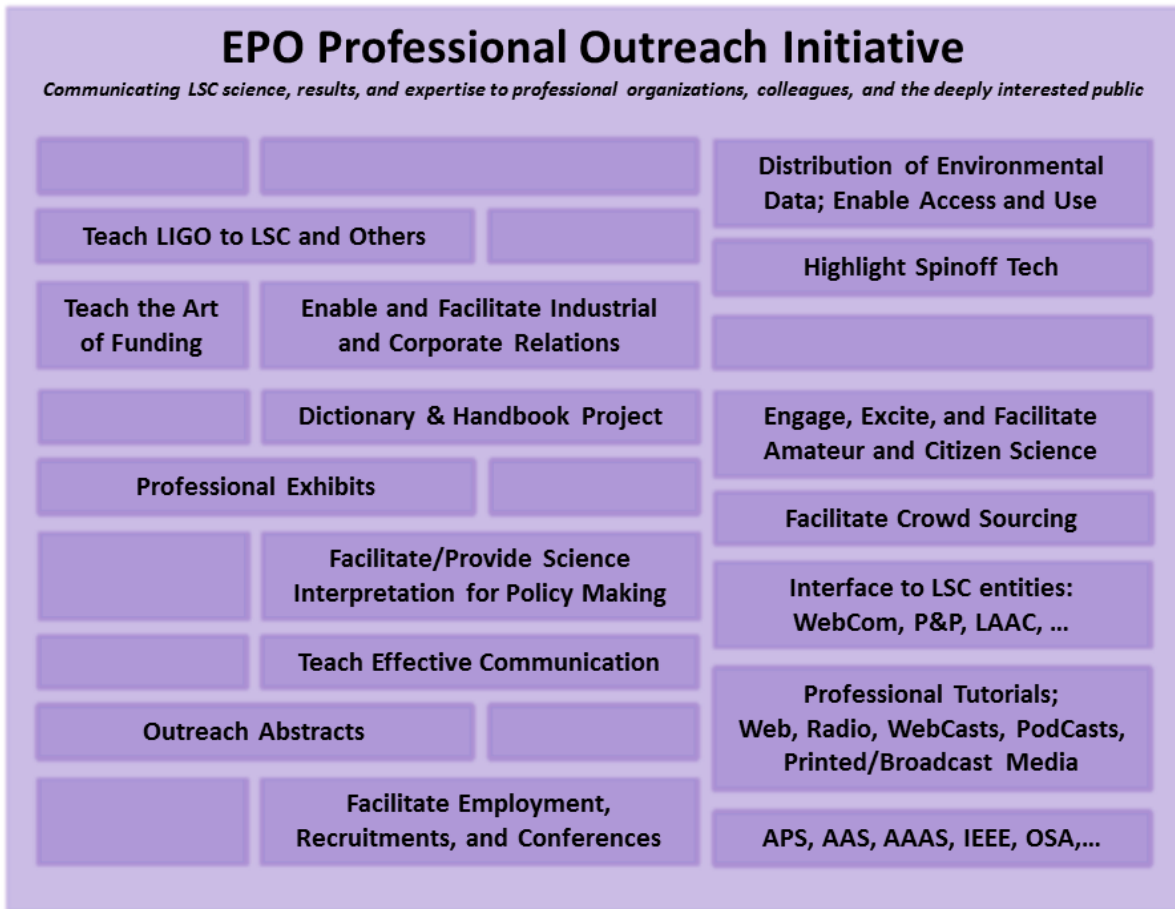 EPO Professional Outreach Initiative
Communicating LSC science, results, and expertise to professional organizations, colleagues, and the deeply interested public
Teach LIGO to LSC and Others
Teach the Art
of Funding
Enable and Facilitate Industrial
and Corporate Relations
Dictionary & Handbook Project
Professional Exhibits
Facilitate/Provide Science
Interpretation for Policy Making
Teach Effective Communication
Outreach Abstracts
Facilitate Employment,
Recruitments, and Conferences
Distribution of Environmental
Data; Enable Access and Use
Highlight Spinoff Tech
Engage, Excite, and Facilitate
Amateur and Citizen Science
Facilitate Crowd Sourcing
Interface to LSC entities:
WebCom, P&P, LAAC, ...
Professional Tutorials;
Web, Radio, WebCasts, PodCasts,
Printed/Broadcast Media
APS, AAS, AAAS, IEEE, OSA,...